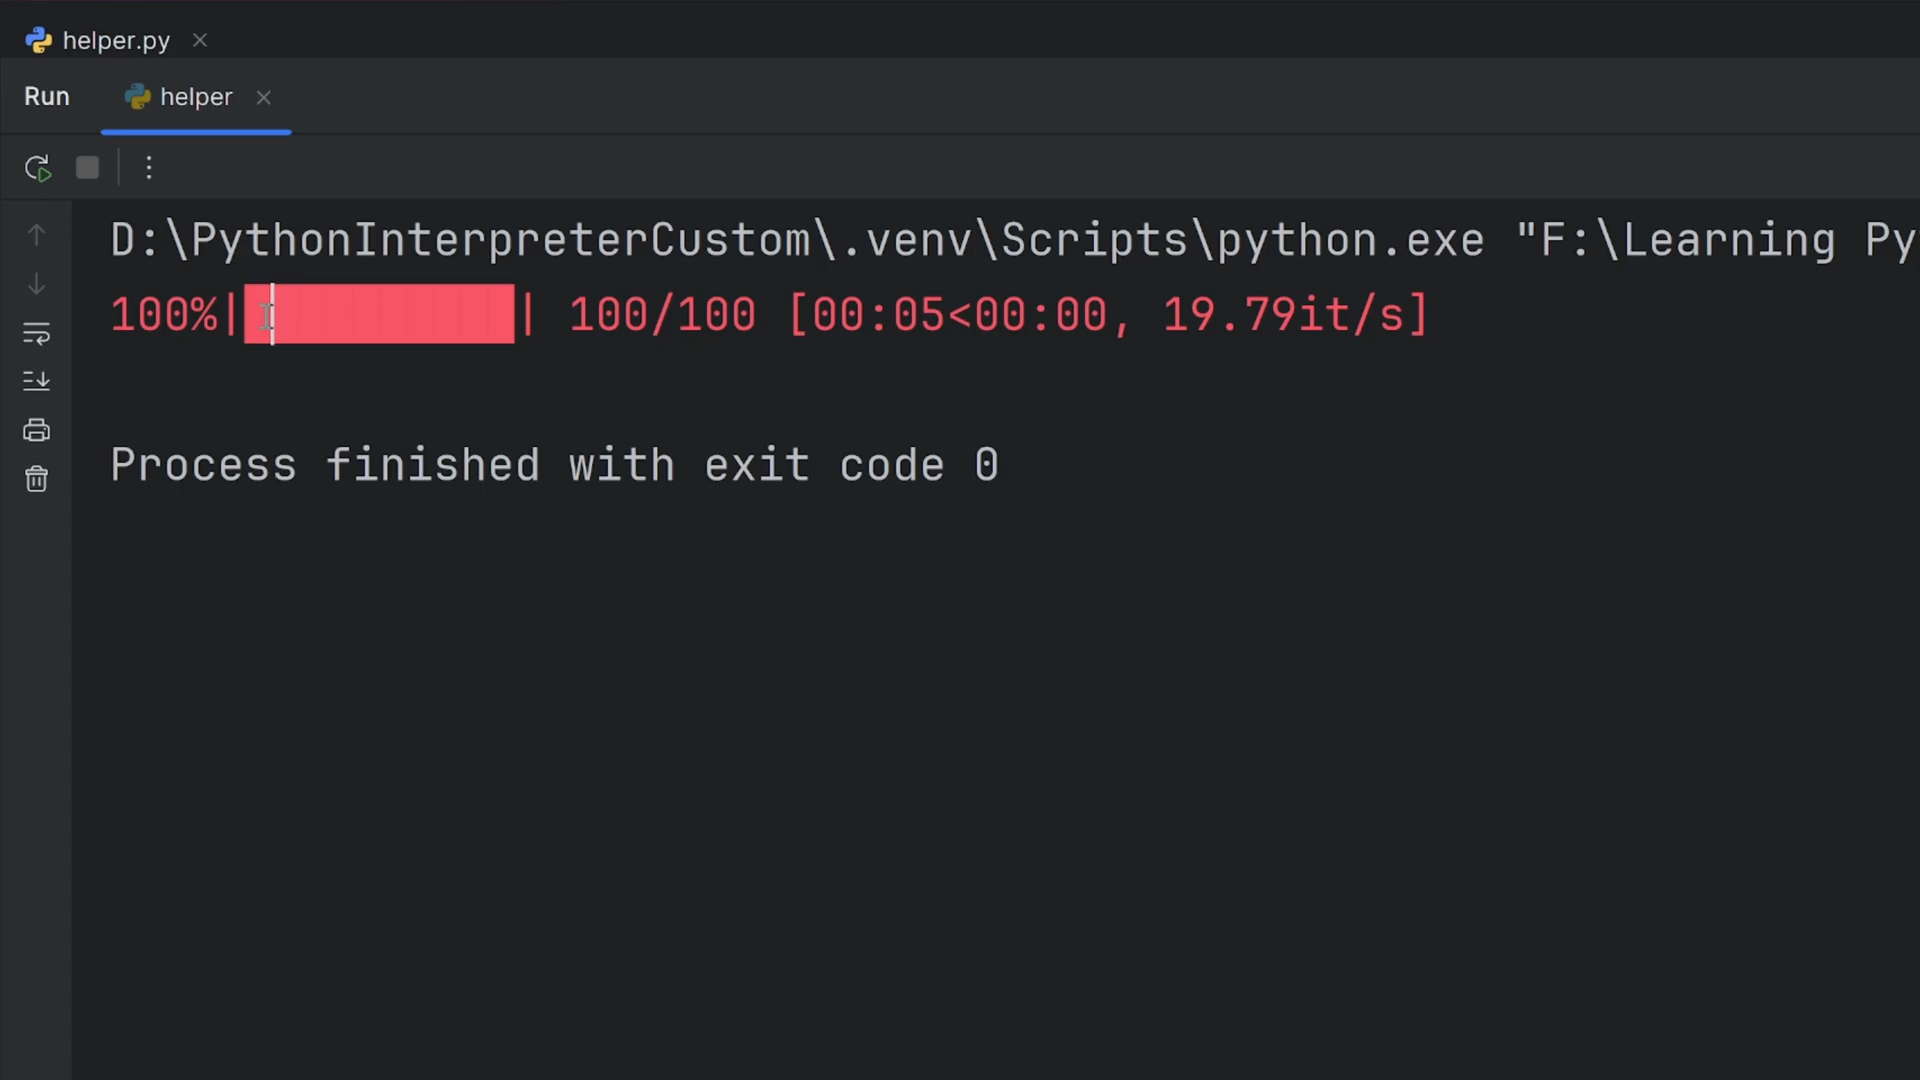 helper.py
Run helper
D:\PythonInterpreterCustom\.venv\Scripts\python.exe "F:\Learning Py
100%|██████████| 100/100 [00:05<00:00, 19.79it/s]
Process finished with exit code 0